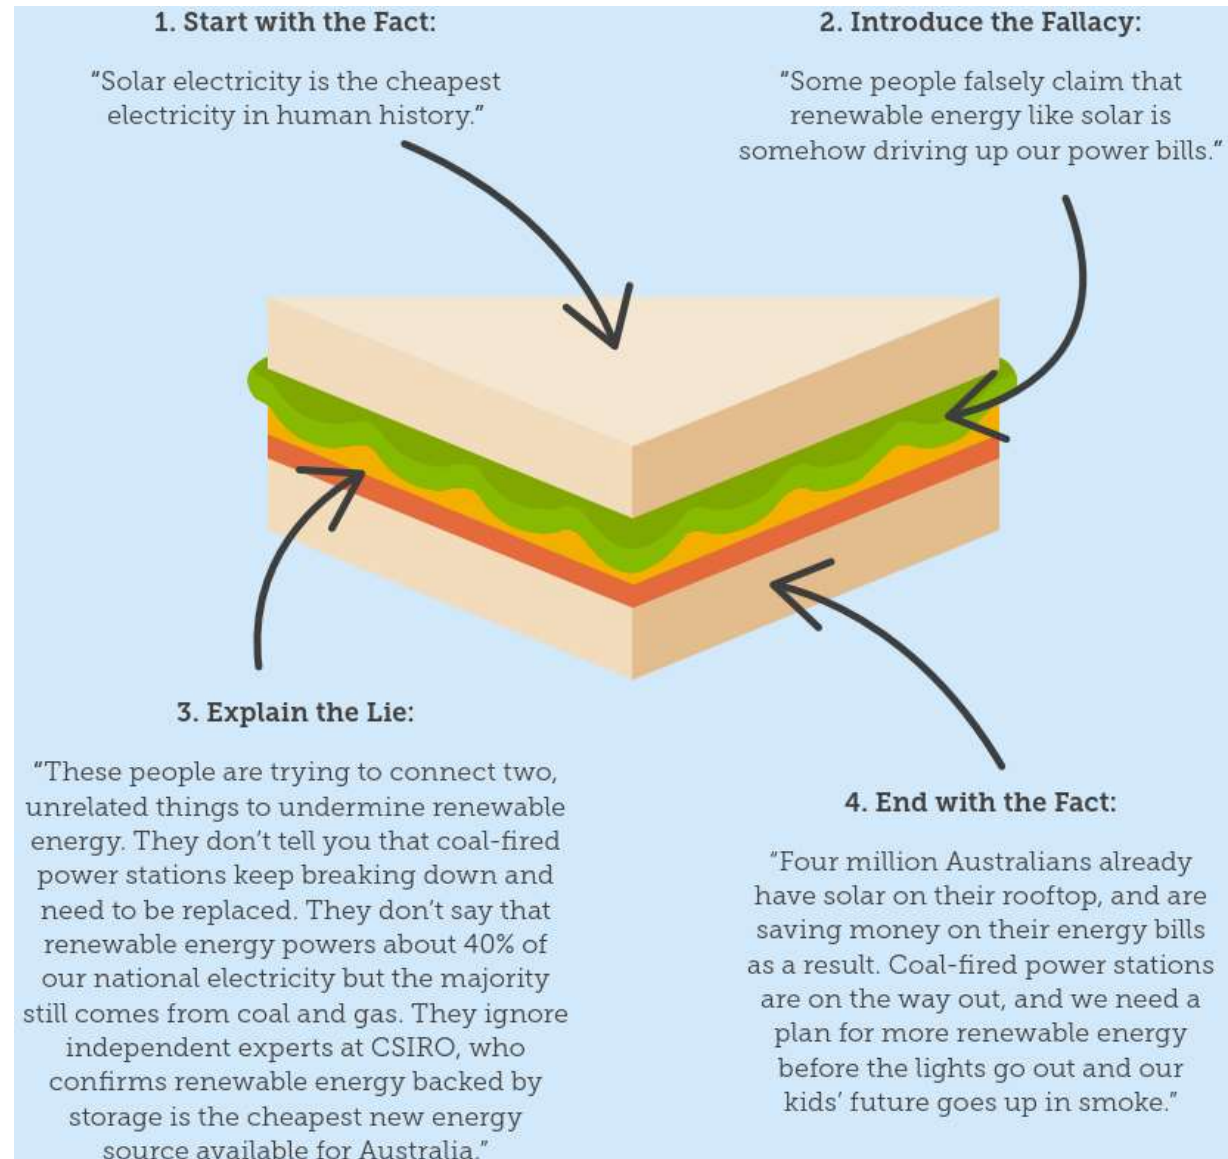 1. Start with the Fact:
"Solar electricity is the cheapest
electricity in human history."
2. Introduce the Fallacy:
"Some people falsely claim that
renewable energy like solar is
somehow driving up our power bills."
3. Explain the Lie:
"These people are trying to connect two,
unrelated things to undermine renewable
energy. They don't tell you that coal-fired
power stations keep breaking down and
need to be replaced. They don't say that
renewable energy powers about 40% of
our national electricity but the majority
still comes from coal and gas. They ignore
independent experts at CSIRO, who
confirms renewable energy backed by
storage is the cheapest new energy
source available for Australia."
4. End with the Fact:
"Four million Australians already
have solar on their rooftop, and are
saving money on their energy bills
as a result. Coal-fired power stations
are on the way out, and we need a
plan for more renewable energy
before the lights go out and our
kids' future goes up in smoke."